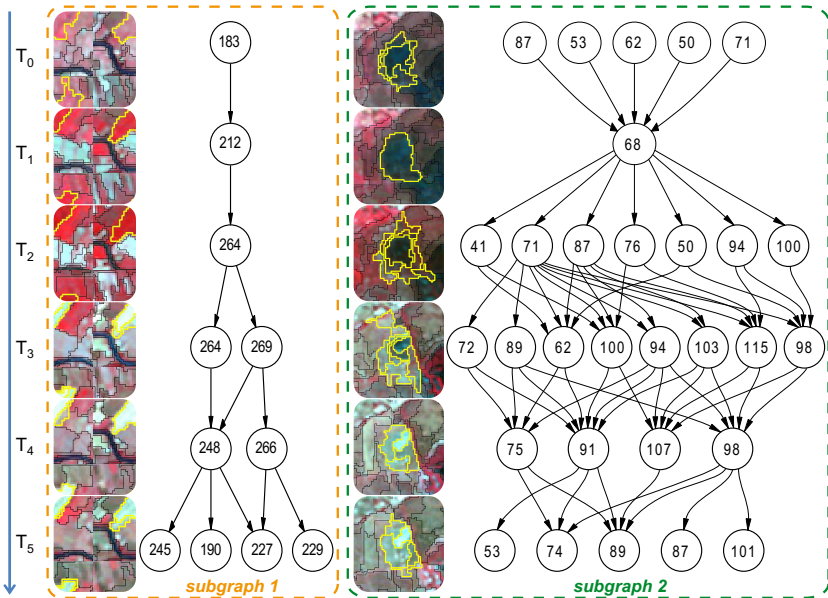 T0
183
87 53 62 50 71
T1
212
68
T2
264
41 71 87 76 50 94 100
T3
264 269
72 89 62 100 94 103 115 98
T4
248 266
75 91 107 98
T5
245 190 227 229
53 74 89 87 101
subgraph 1
subgraph 2